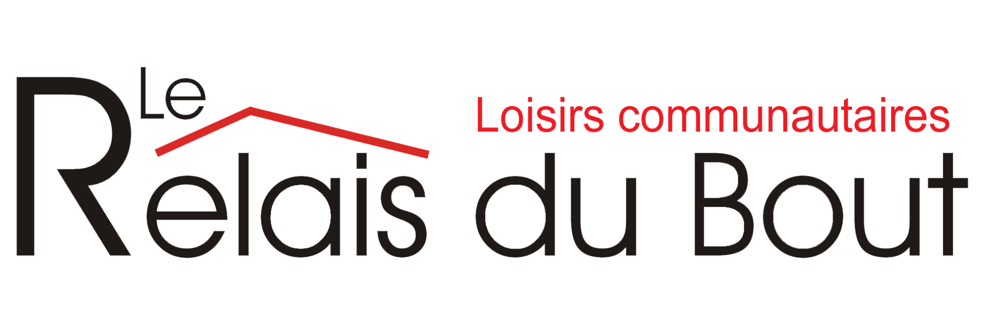 Le
Loisirs communautaires
Relais du Bout